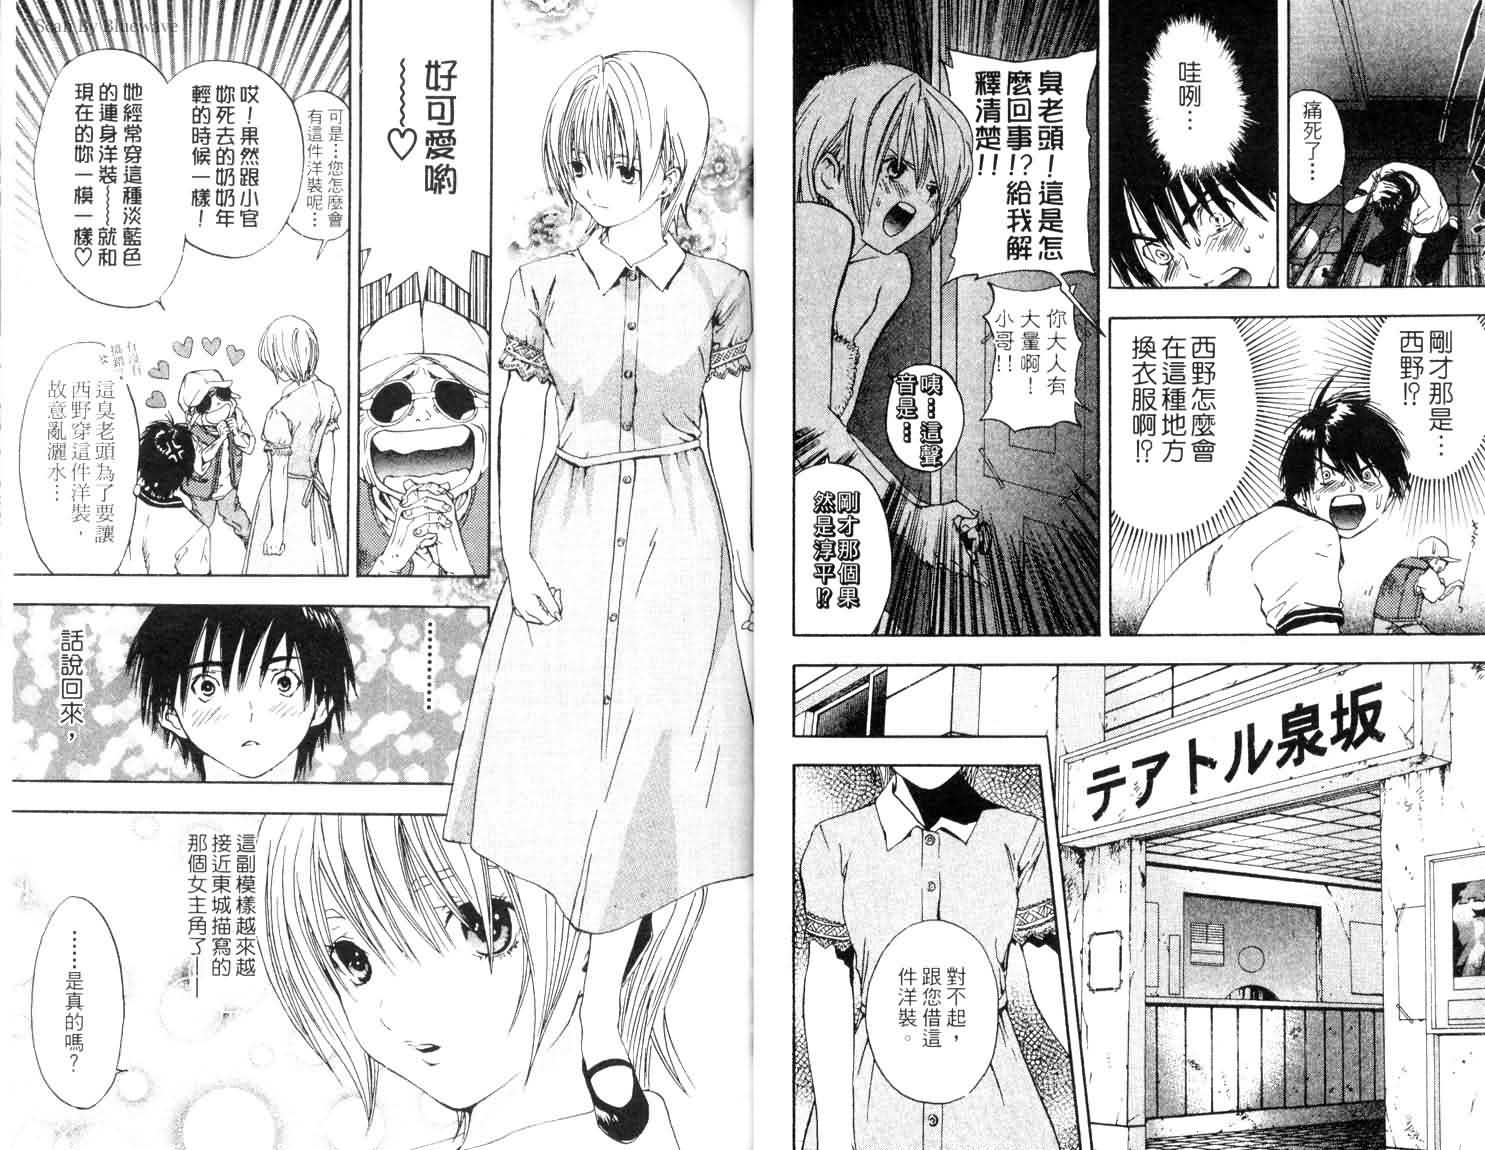 痛死了…
哇咧…
臭老頭！這是怎
麼回事！?給我解
釋清楚！！
你大人有
大量啊！
小哥！！
咦…這聲
音是…
剛才那個果
然是淳平!?
剛才那是…
西野!?
西野怎麼會
在這種地方
換衣服啊!?
テアトル泉坂
對不起，
跟您借這
件洋裝。
Scan By Bluewave
好可愛喲
～～～～♡
可是…您怎麼會
有這件洋裝呢…
哎！果然跟小官
妳死去的奶奶年
輕的時候一樣！
她經常穿這種淡藍色
的連身洋裝～～～就和
現在的妳一模一樣♡
這臭老頭為了要讓
西野穿這件洋裝，
故意亂灑水…
………
話說回來，
這副模樣越來越
接近東城描寫的
那個女主角了——
……是真的嗎？